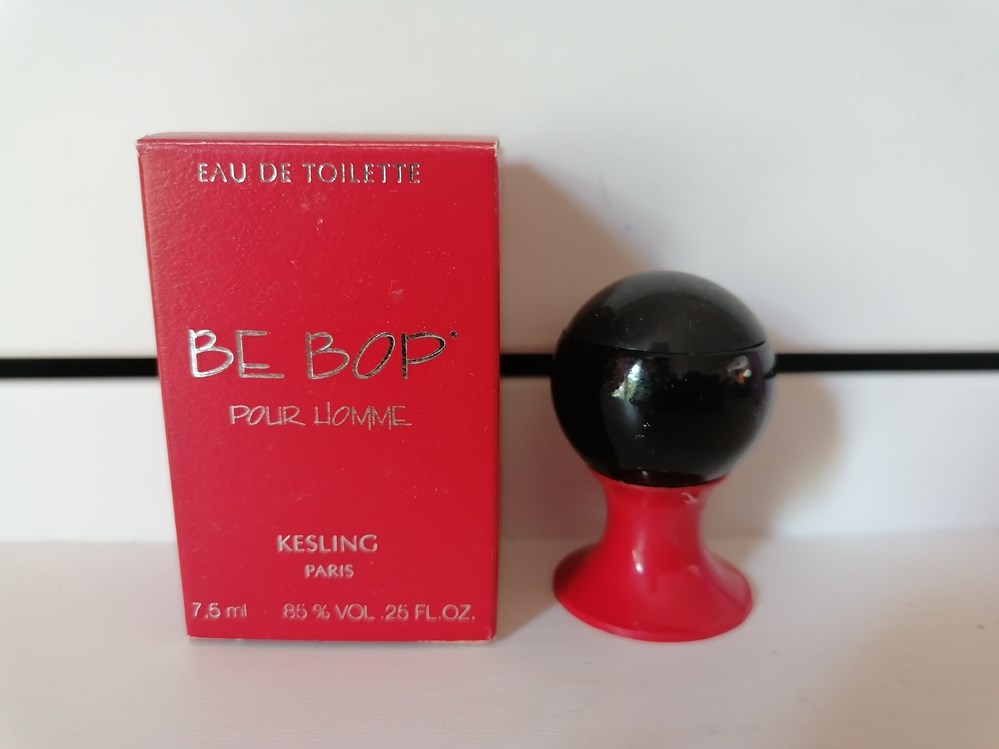 EAU DE TOILETTE
BE BOP
POUR HOMME
KESLING
PARIS
7,5 ml 85 % VOL .25 FL.OZ.